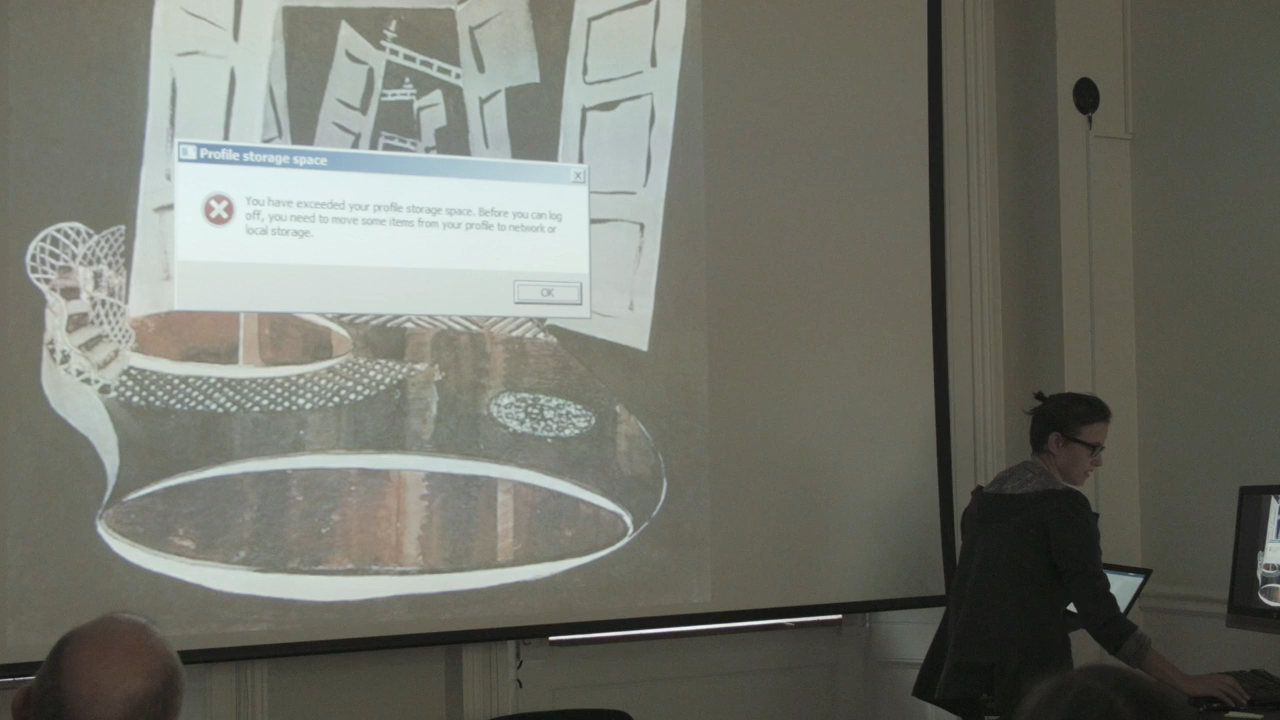 Profile storage space
You have exceeded your profile storage space. Before you can log
off, you need to move some items from your profile to network or
local storage.
OK